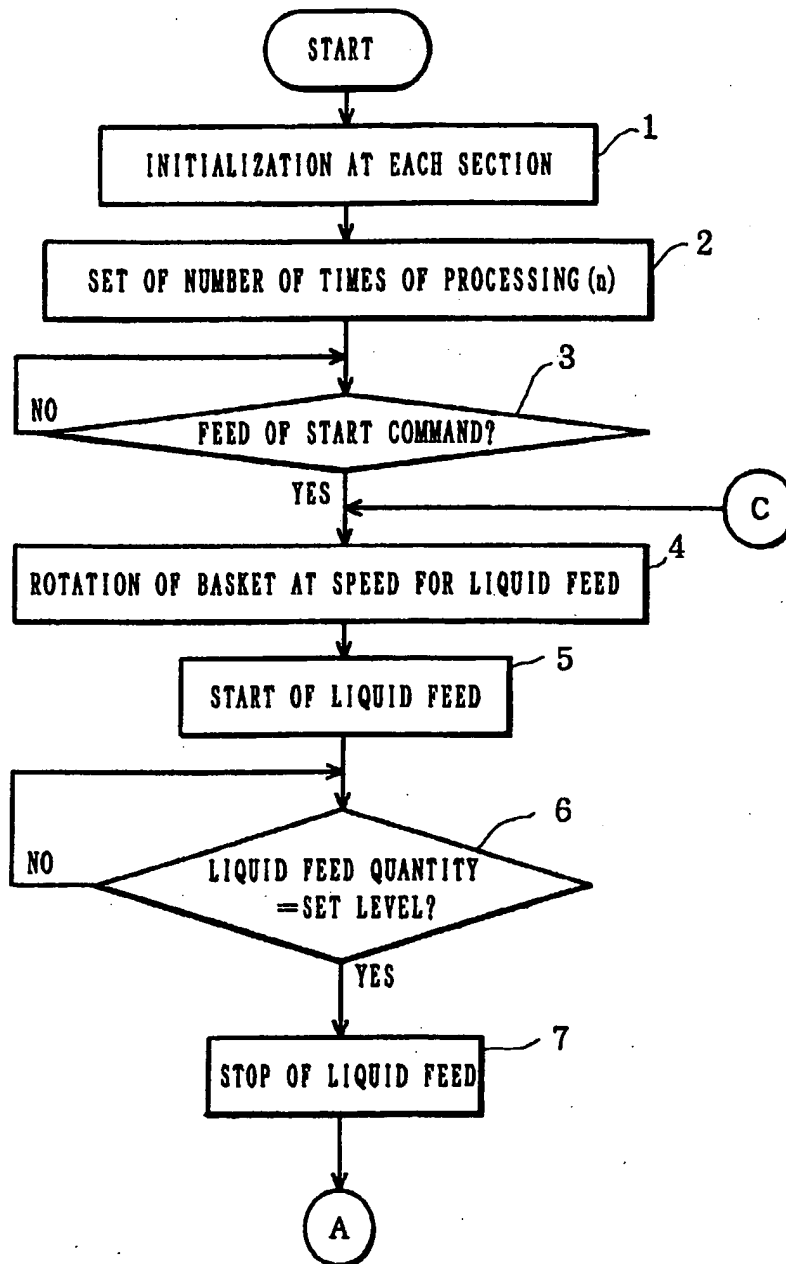 START
1
INITIALIZATION AT EACH SECTION
2
SET OF NUMBER OF TIMES OF PROCESSING(n)
3
NO
FEED OF START COMMAND?
YES
C
4
ROTATION OF BASKET AT SPEED FOR LIQUID FEED
5
START OF LIQUID FEED
6
NO
LIQUID FEED QUANTITY
=SET LEVEL?
YES
7
STOP OF LIQUID FEED
A